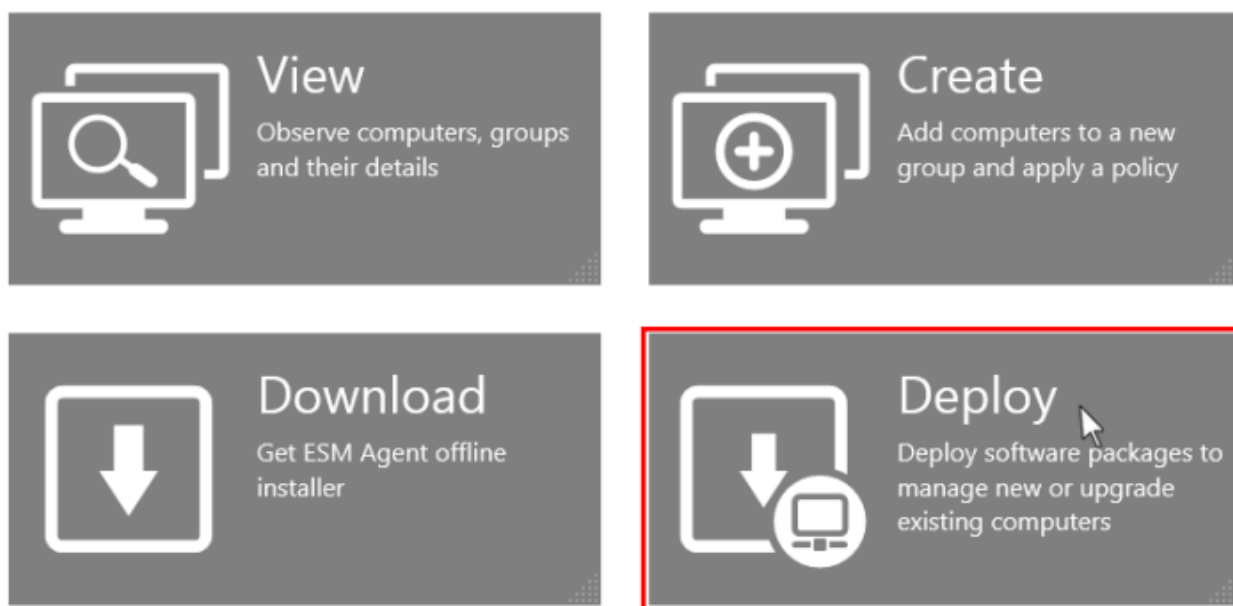 View
Observe computers, groups
and their details
Create
Add computers to a new
group and apply a policy
Download
Get ESM Agent offline
installer
Deploy
Deploy software packages to
manage new or upgrade
existing computers